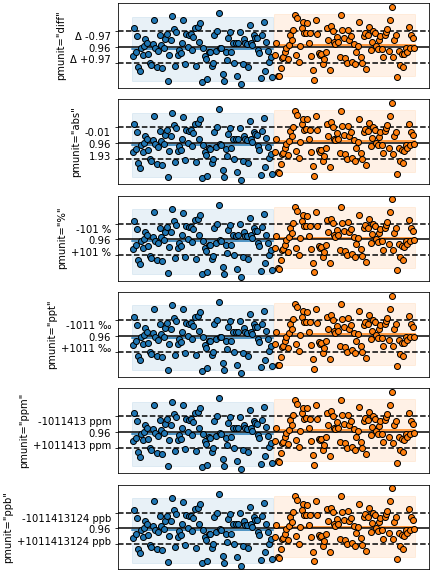 pmunit="diff"
Δ -0.97
0.96
Δ +0.97
pmunit="abs"
-0.01
0.96
1.93
pmunit="%"
-101 %
0.96
+101 %
pmunit="ppt"
-1011 ‰
0.96
+1011 ‰
pmunit="ppm"
-1011413 ppm
0.96
+1011413 ppm
pmunit="ppb"
-1011413124 ppb
0.96
+1011413124 ppb